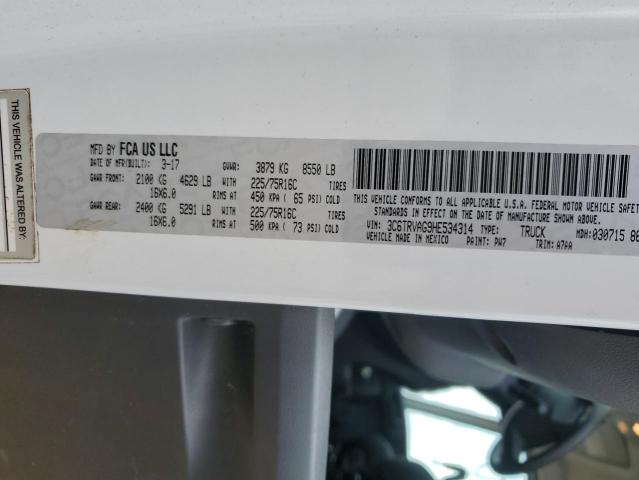 THIS VEHICLE WAS ALTERED BY:
MFD BY FCA US LLC
DATE OF MFR(BUILT): 3-17 GVWR: 3879 KG 8550 LB
GAWR FRONT: 2100 KG 4629 LB WITH 225/75R16C TIRES
16X6.0 RIMS AT 450 KPA ( 65 PSI) COLD
GAWR REAR: 2400 KG 5291 LB WITH 225/75R16C TIRES
16X6.0 RIMS AT 500 KPA ( 73 PSI) COLD
THIS VEHICLE CONFORMS TO ALL APPLICABLE U.S.A. FEDERAL MOTOR VEHICLE SAFET
STANDARDS IN EFFECT ON THE DATE OF MANUFACTURE SHOWN ABOVE.
VIN: 3C6TRVAG9HE534314 TYPE: TRUCK MDH: 030715 86
VEHICLE MADE IN MEXICO PAINT: PW7 TRIM: A7AA